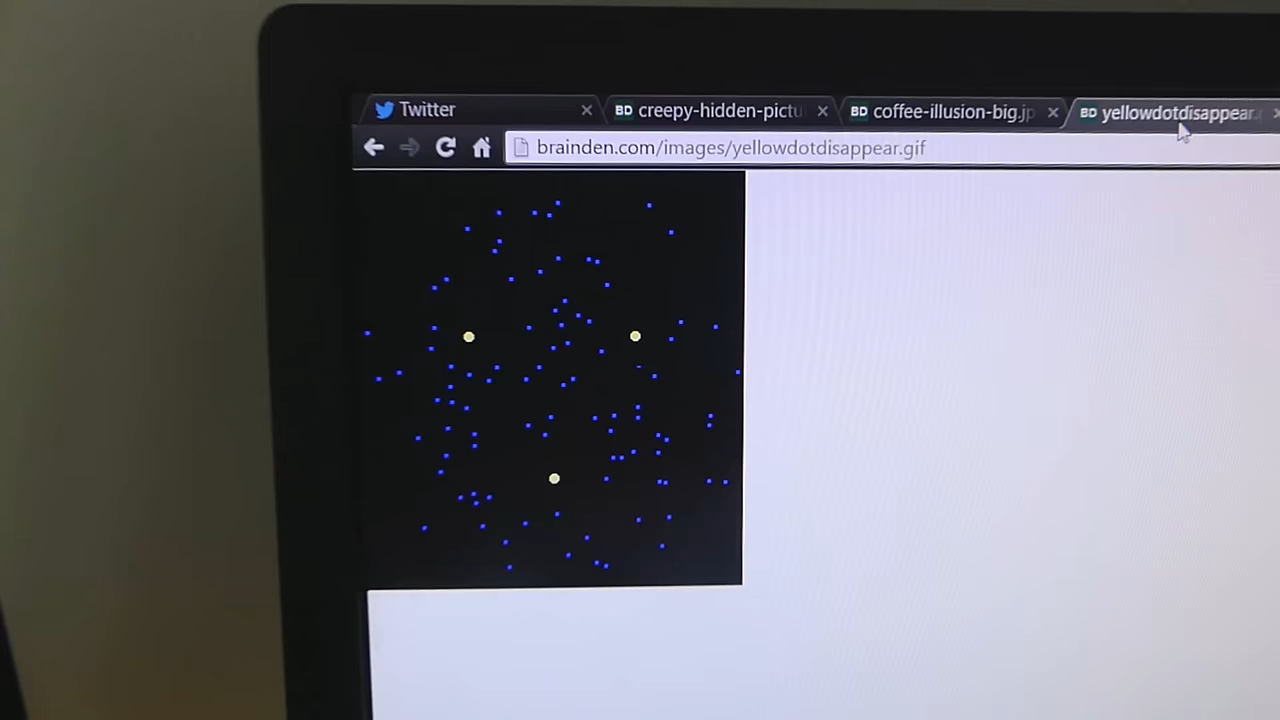 Twitter
BD creepy-hidden-pictu
BD coffee-illusion-big.jp
BD yellowdotdisappear.
brainden.com/images/yellowdotdisappear.gif